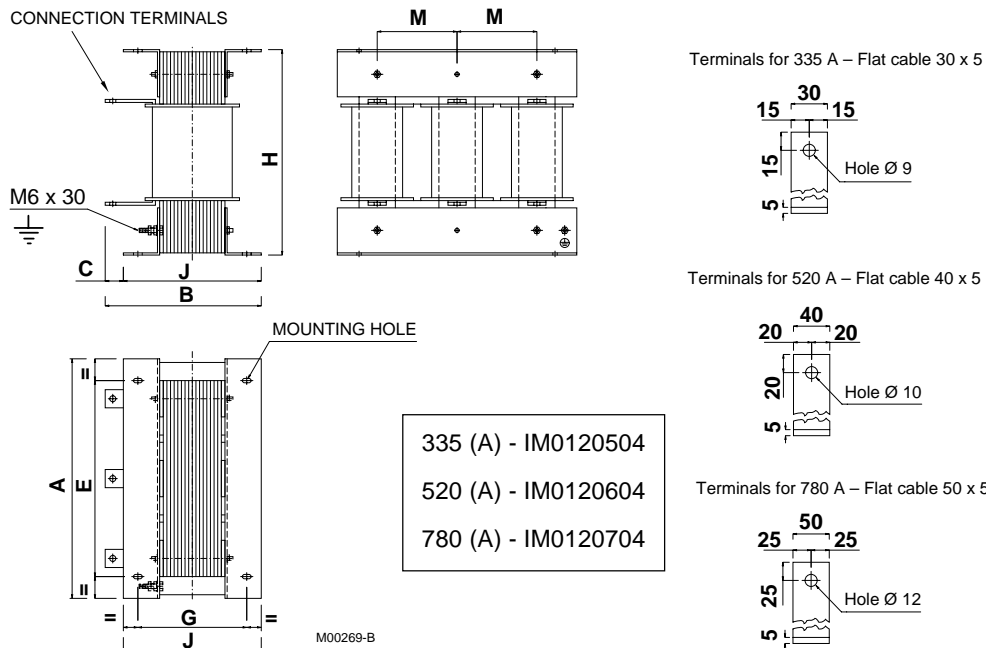 CONNECTION TERMINALS
M M
H
M6 x 30
C J
B
MOUNTING HOLE
=
A E
=
= G =
J
M00269-B
335 (A) - IM0120504
520 (A) - IM0120604
780 (A) - IM0120704
Terminals for 335 A – Flat cable 30 x 5
30
15 15
15
Hole Ø 9
5
Terminals for 520 A – Flat cable 40 x 5
40
20 20
20
Hole Ø 10
5
Terminals for 780 A – Flat cable 50 x 5
50
25 25
25
Hole Ø 12
5